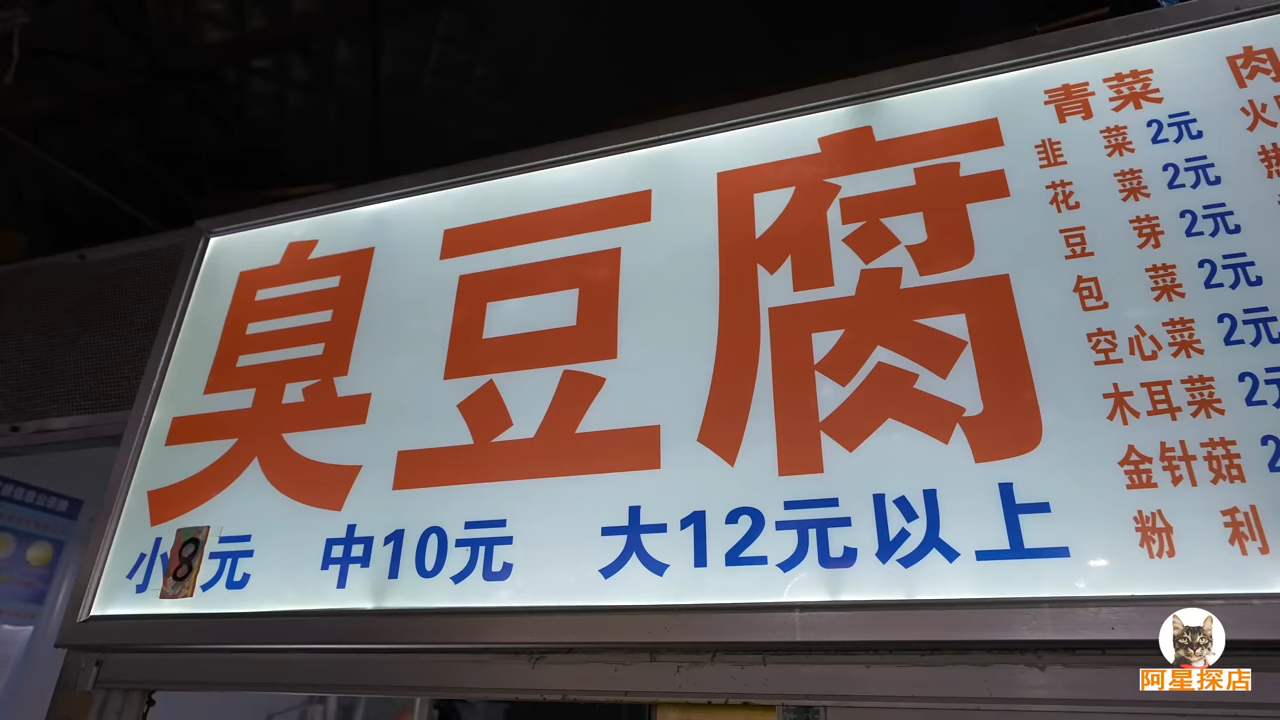 臭豆腐
小8元 中10元 大12元以上
青菜
韭菜 2元
花菜 2元
豆芽 2元
包菜 2元
空心菜 2元
木耳菜 2元
金针菇 2
粉利
肉
火
热
阿星探店